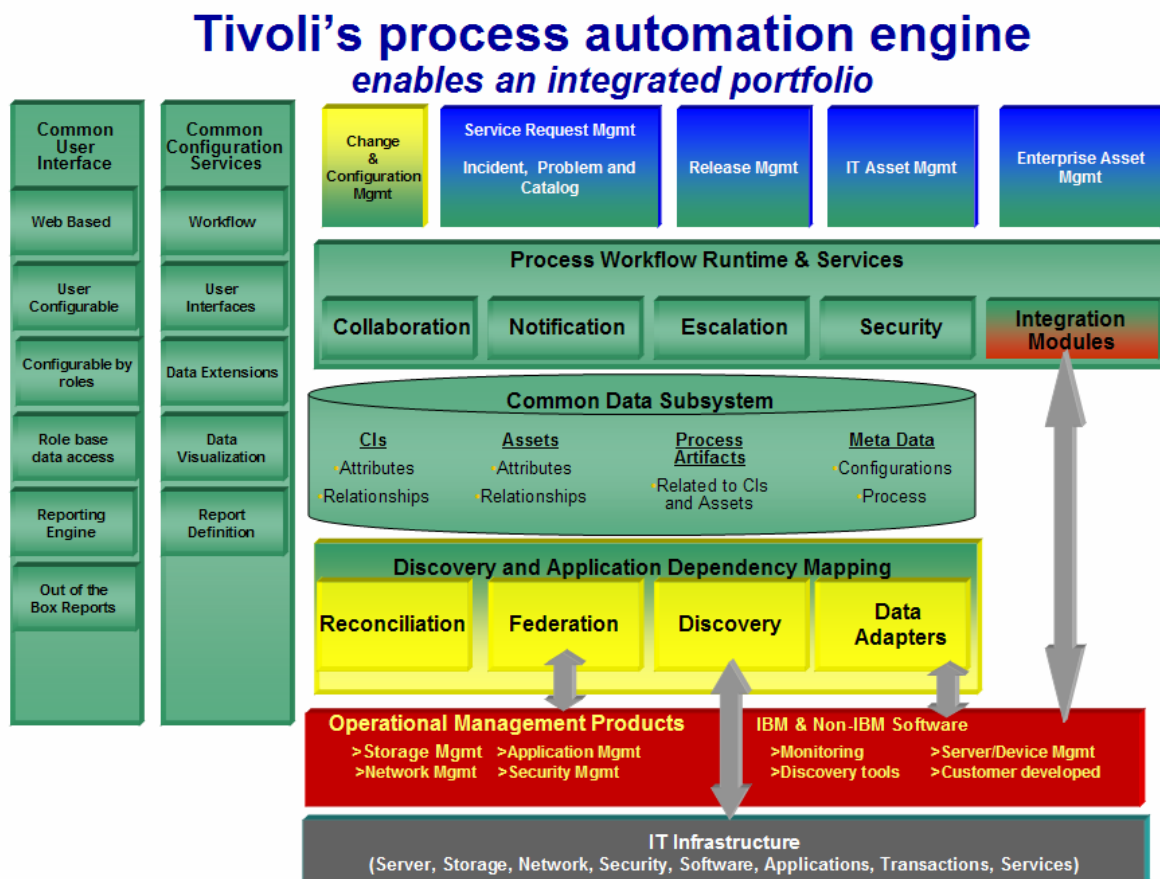 Tivoli's process automation engine
enables an integrated portfolio
Common
User
Interface
Web Based
User
Configurable
Configurable by
roles
Role base
data access
Reporting
Engine
Out of the
Box Reports
Common
Configuration
Services
Workflow
User
Interfaces
Data Extensions
Data
Visualization
Report
Definition
Change
&
Configuration
Mgmt
Service Request Mgmt
Incident, Problem and
Catalog
Release Mgmt
IT Asset Mgmt
Enterprise Asset
Mgmt
Process Workflow Runtime & Services
Collaboration
Notification
Escalation
Security
Integration
Modules
Common Data Subsystem
CIs
•Attributes
•Relationships
Assets
•Attributes
•Relationships
Process
Artifacts
•Related to CIs
and Assets
Meta Data
•Configurations
•Process
Discovery and Application Dependency Mapping
Reconciliation
Federation
Discovery
Data
Adapters
Operational Management Products
>Storage Mgmt >Application Mgmt
>Network Mgmt >Security Mgmt
IBM & Non-IBM Software
>Monitoring >Server/Device Mgmt
>Discovery tools >Customer developed
IT Infrastructure
(Server, Storage, Network, Security, Software, Applications, Transactions, Services)